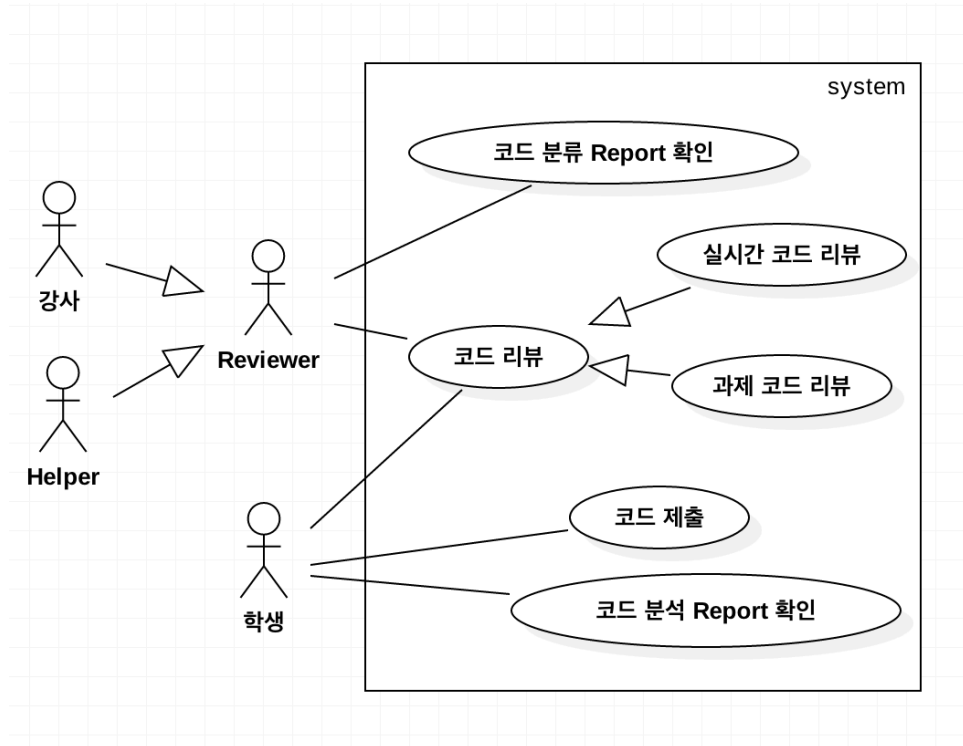 system
코드 분류 Report 확인
실시간 코드 리뷰
강사
Reviewer
코드 리뷰
과제 코드 리뷰
Helper
코드 제출
학생
코드 분석 Report 확인